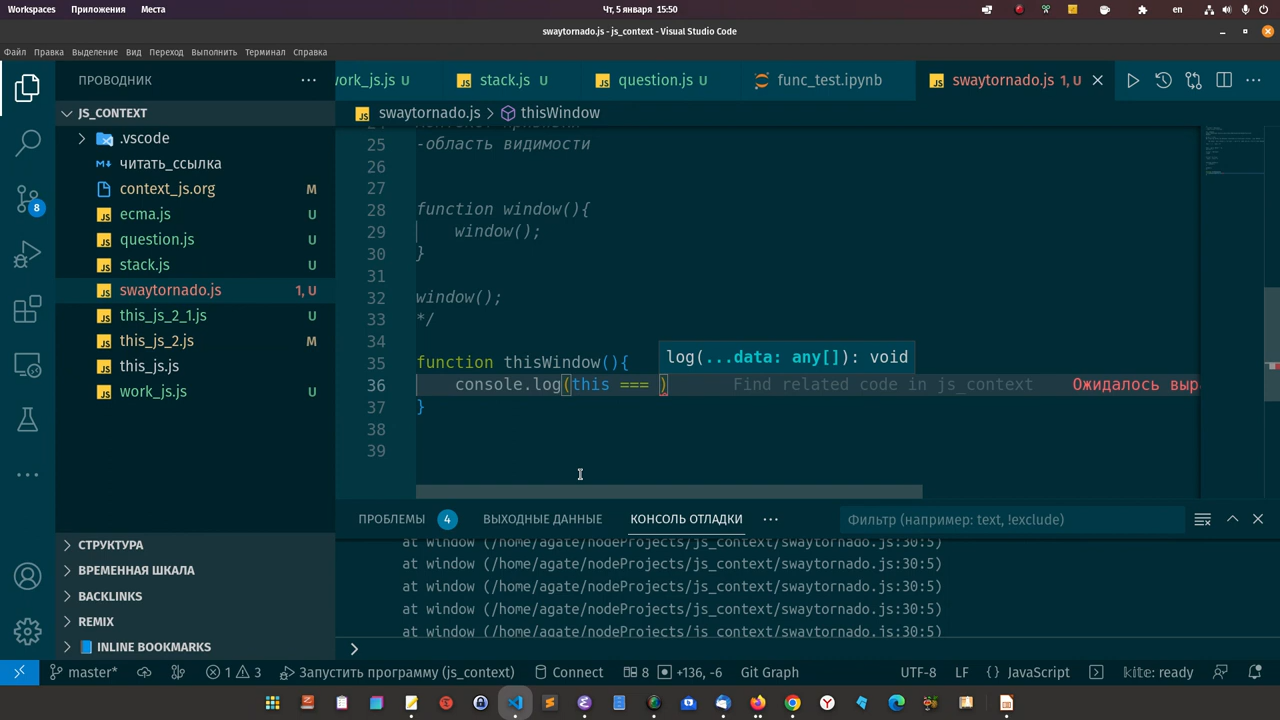 Workspaces Приложения Места Чт, 5 января 15:50 en
swaytornado.js - js_context - Visual Studio Code
Файл Правка Выделение Вид Переход Выполнить Терминал Справка
ПРОВОДНИК
work_js.js U stack.js U question.js U func_test.ipynb swaytornado.js 1, U
JS_CONTEXT
swaytornado.js > thisWindow
.vscode
читать_ссылка
context_js.org M
ecma.js U
question.js U
stack.js U
swaytornado.js 1, U
this_js_2_1.js U
this_js_2.js M
this_js.js
work_js.js U
СТРУКТУРА
ВРЕМЕННАЯ ШКАЛА
BACKLINKS
REMIX
INLINE BOOKMARKS
8
25 -область видимости
26
27
28 function window(){
29 window();
30 }
31
32 window();
33 */
34
35 function thisWindow(){
log(...data: any[]): void
36 console.log(this === ) Find related code in js_context Ожидалось выр
37 }
38
39
ПРОБЛЕМЫ 4 ВЫХОДНЫЕ ДАННЫЕ КОНСОЛЬ ОТЛАДКИ Фильтр (например: text, !exclude)
at window (/home/agate/nodeProjects/js_context/swaytornado.js:30:5)
at window (/home/agate/nodeProjects/js_context/swaytornado.js:30:5)
at window (/home/agate/nodeProjects/js_context/swaytornado.js:30:5)
at window (/home/agate/nodeProjects/js_context/swaytornado.js:30:5)
at window (/home/agate/nodeProjects/js_context/swaytornado.js:30:5)
master* 1 3 Запустить программу (js_context) Connect 8 +136, -6 Git Graph UTF-8 LF JavaScript kite: ready